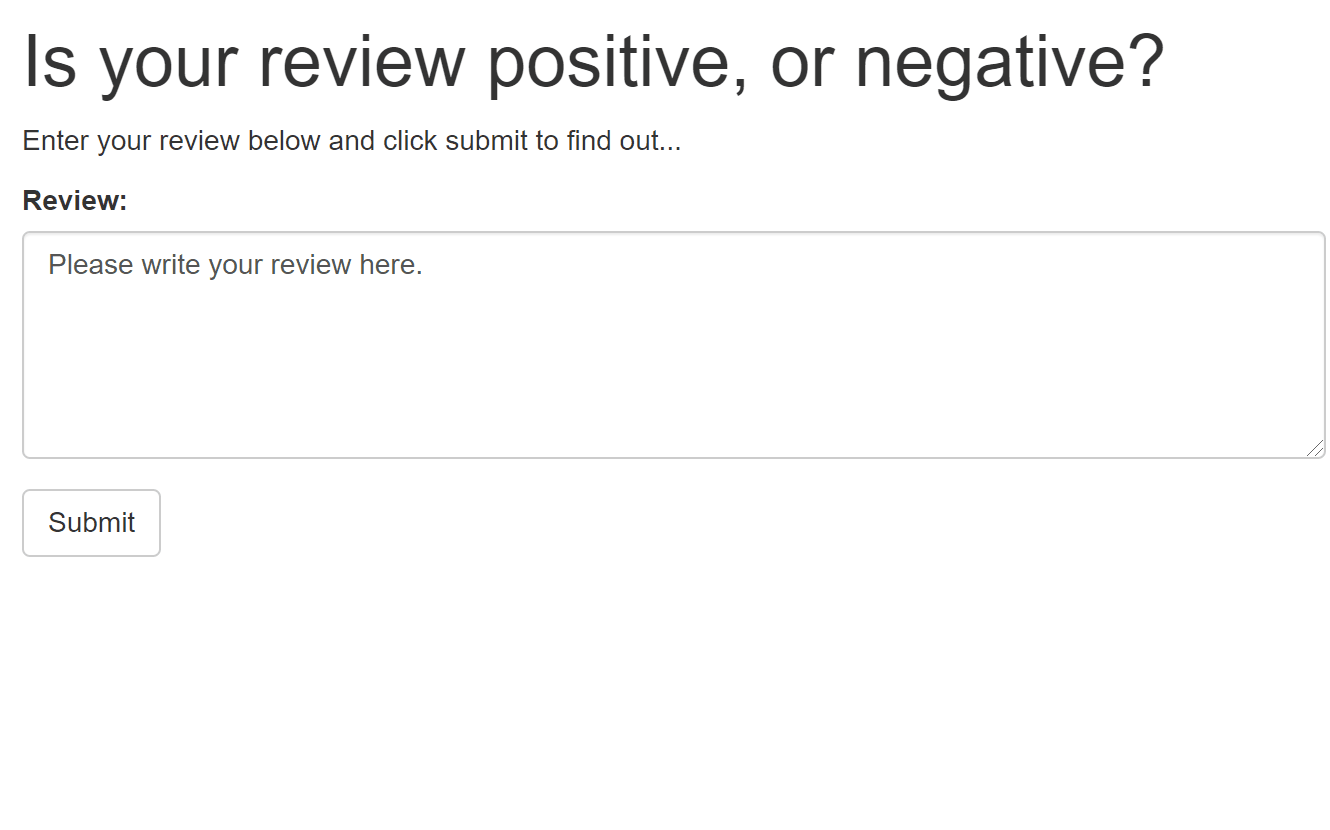 Is your review positive, or negative?
Enter your review below and click submit to find out...
Review:
Please write your review here.
Submit